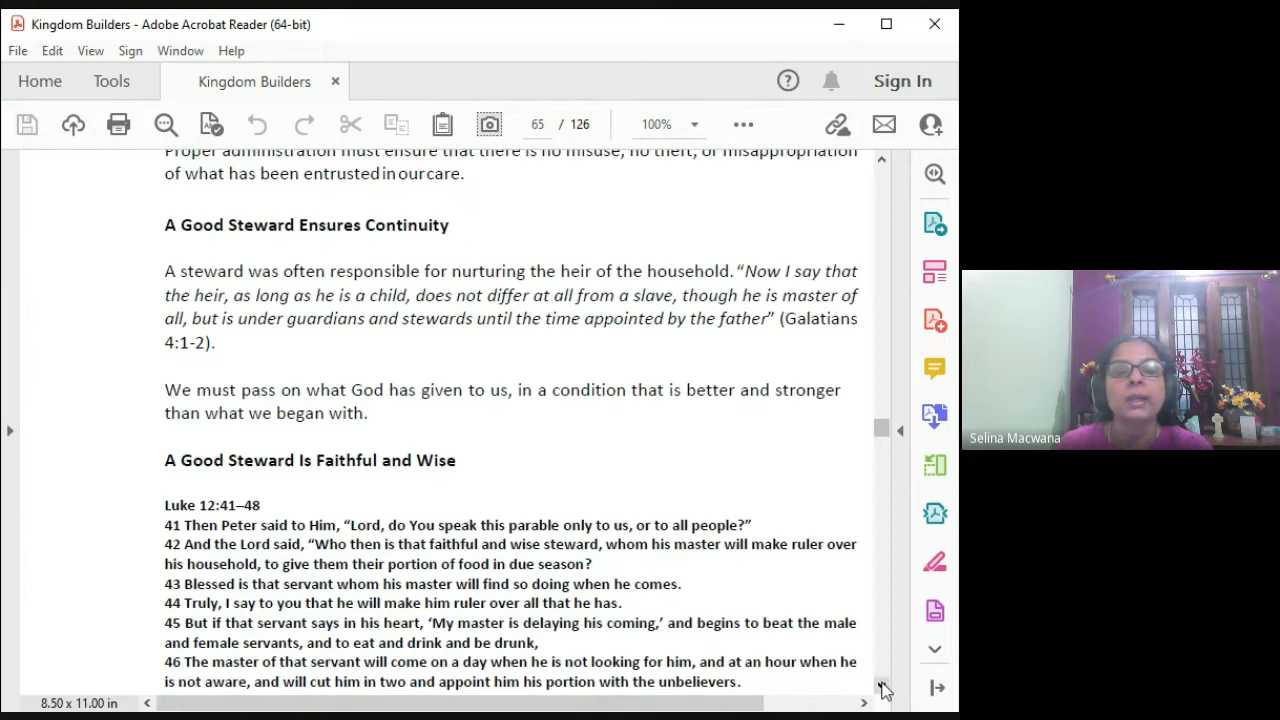 Kingdom Builders - Adobe Acrobat Reader (64-bit)
File Edit View Sign Window Help
Home Tools Kingdom Builders × Sign In
65 / 126 100%
Proper administration must ensure that there is no misuse, no theft, or misappropriation
of what has been entrusted in our care.
A Good Steward Ensures Continuity
A steward was often responsible for nurturing the heir of the household. “Now I say that
the heir, as long as he is a child, does not differ at all from a slave, though he is master of
all, but is under guardians and stewards until the time appointed by the father” (Galatians
4:1-2).
We must pass on what God has given to us, in a condition that is better and stronger
than what we began with.
A Good Steward Is Faithful and Wise
Luke 12:41–48
41 Then Peter said to Him, “Lord, do You speak this parable only to us, or to all people?”
42 And the Lord said, “Who then is that faithful and wise steward, whom his master will make ruler over
his household, to give them their portion of food in due season?
43 Blessed is that servant whom his master will find so doing when he comes.
44 Truly, I say to you that he will make him ruler over all that he has.
45 But if that servant says in his heart, ‘My master is delaying his coming,’ and begins to beat the male
and female servants, and to eat and drink and be drunk,
46 The master of that servant will come on a day when he is not looking for him, and at an hour when he
is not aware, and will cut him in two and appoint him his portion with the unbelievers.
8.50 x 11.00 in
Selina Macwana